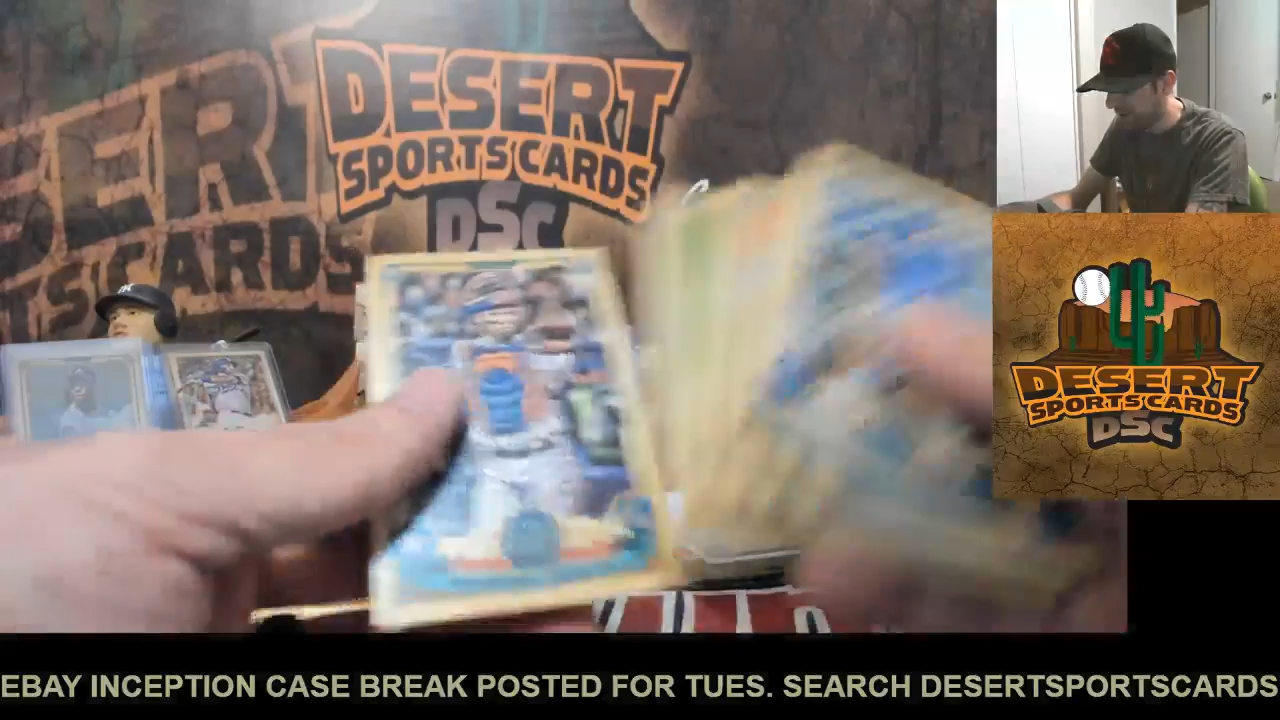 DESERT
SPORTS CARDS
DSC
DESERT
SPORTS CARDS
DSC
EBAY INCEPTION CASE BREAK POSTED FOR TUES. SEARCH DESERTSPORTSCARDS